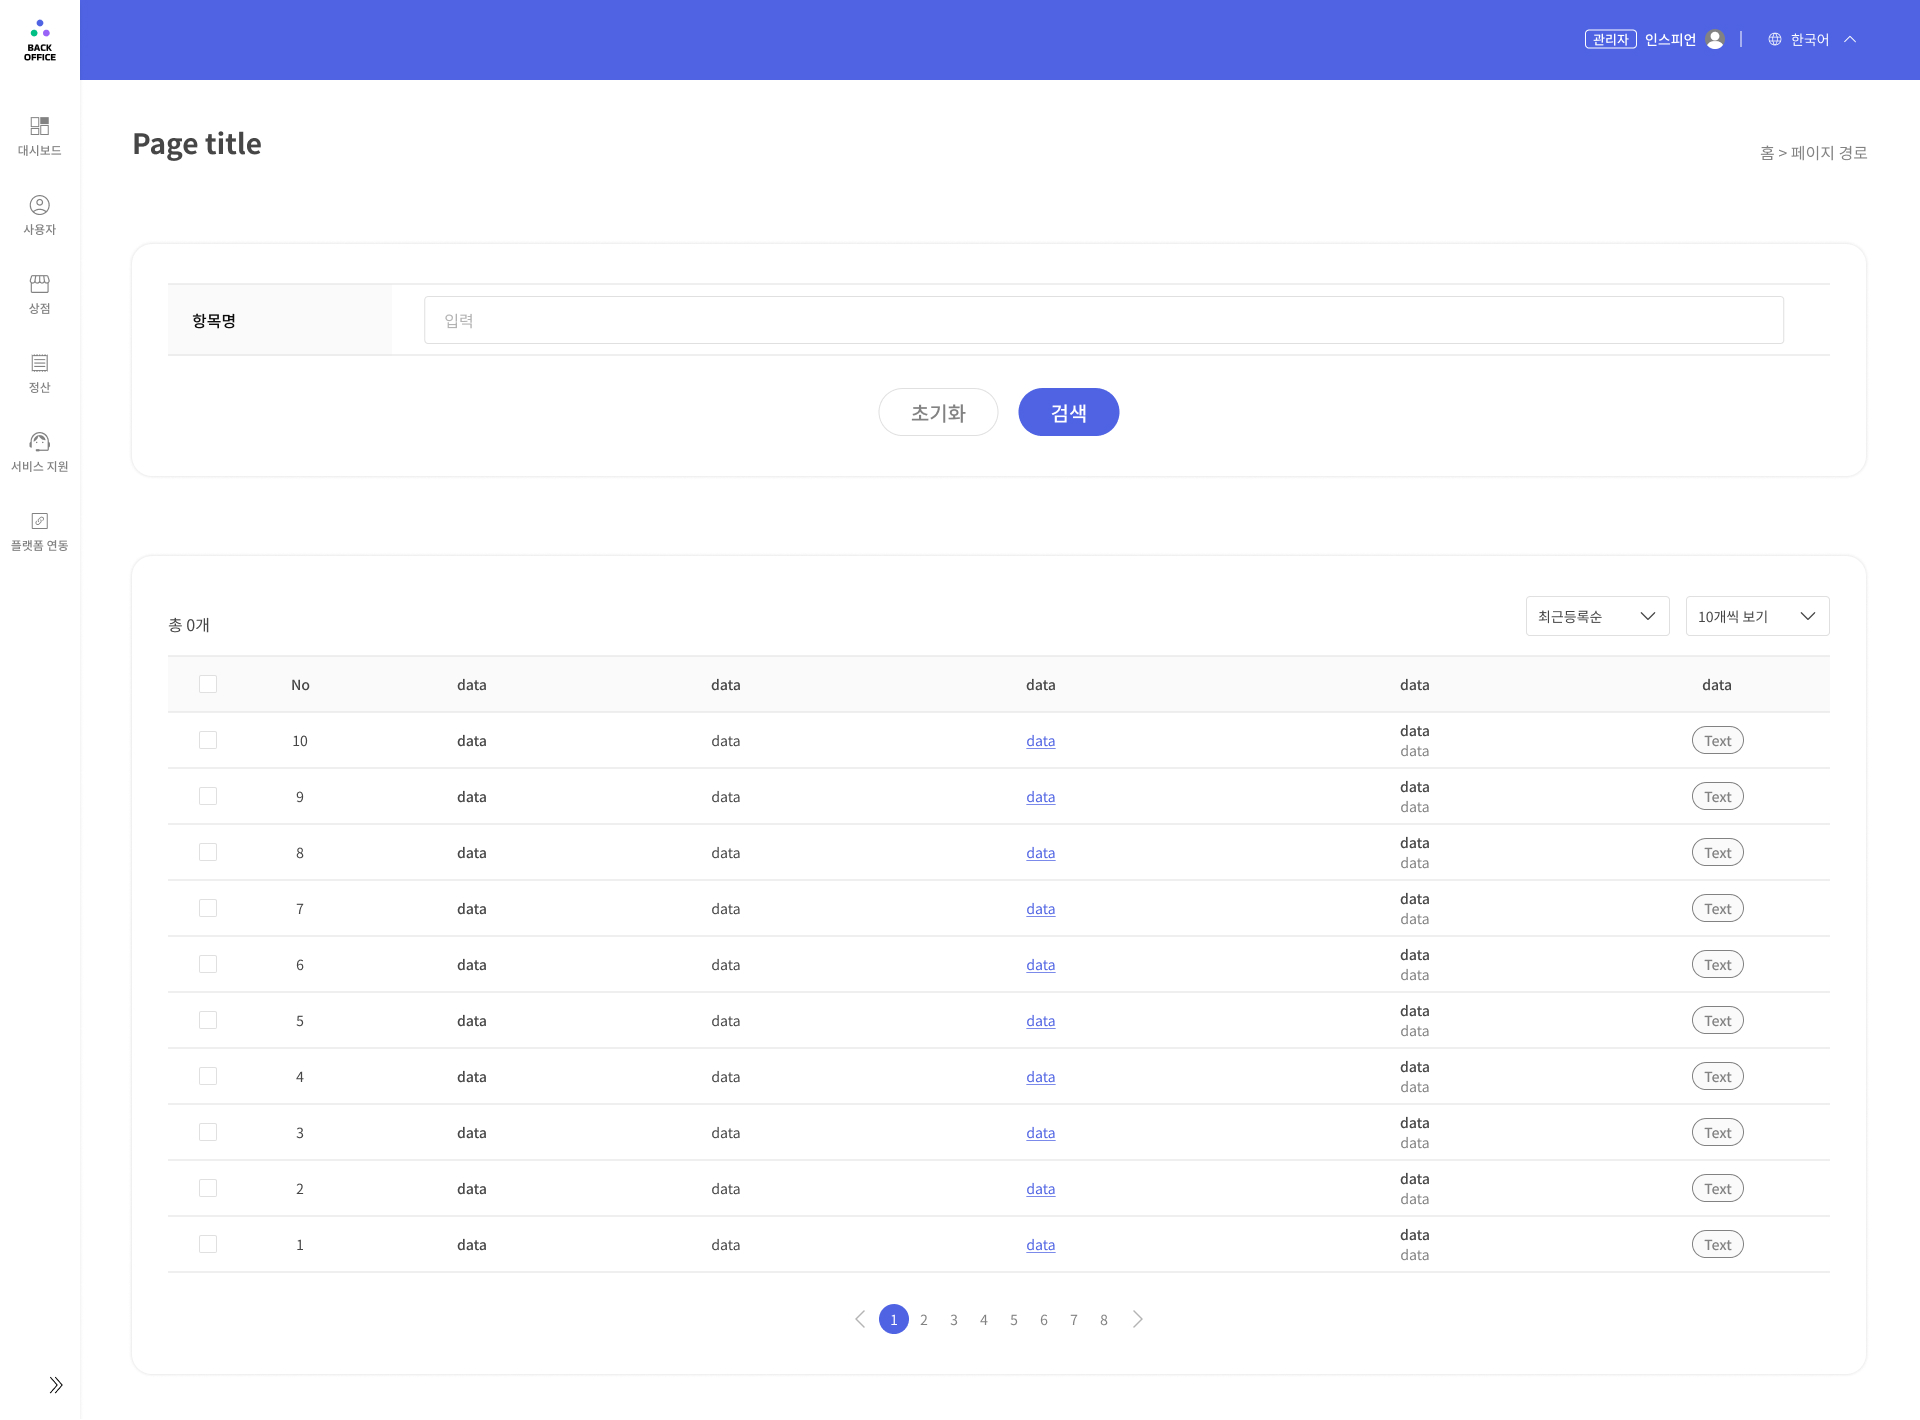 BACK
OFFICE
관리자 인스피언 | 한국어
대시보드
사용자
상점
정산
서비스 지원
플랫폼 연동
Page title
홈 > 페이지 경로
항목명 입력
초기화 검색
총 0개 최근등록순 10개씩 보기
No data data data data data
10 data data data data Text
data
9 data data data data Text
data
8 data data data data Text
data
7 data data data data Text
data
6 data data data data Text
data
5 data data data data Text
data
4 data data data data Text
data
3 data data data data Text
data
2 data data data data Text
data
1 data data data data Text
data
1 2 3 4 5 6 7 8